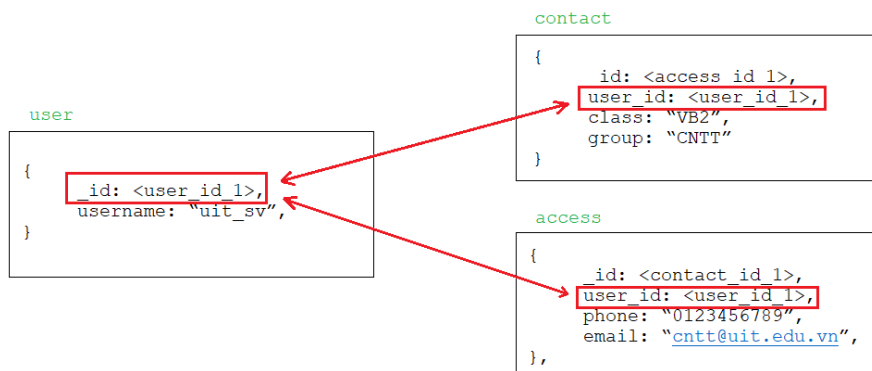 contact
{
_id: <access_id_1>,
user_id: <user_id_1>,
class: “VB2”,
group: “CNTT”
}
user
{
_id: <user_id_1>,
username: “uit_sv”,
}
access
{
_id: <contact_id_1>,
user_id: <user_id_1>,
phone: “0123456789”,
email: “cntt@uit.edu.vn”,
},